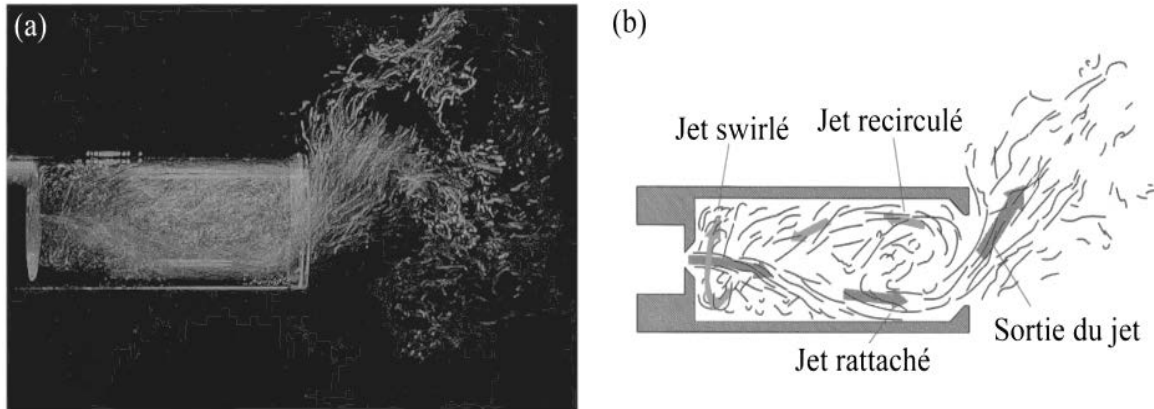 (a)
(b)
Jet swirlé
Jet recirculé
Sortie du jet
Jet rattaché